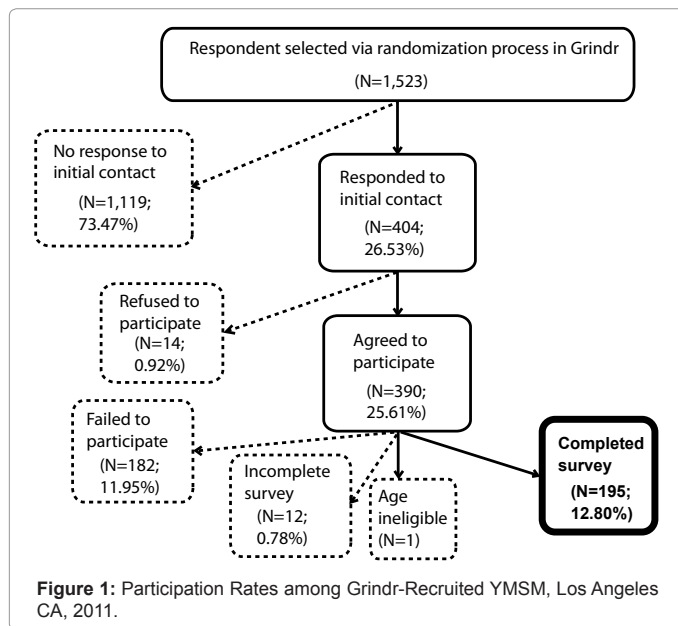 Respondent selected via randomization process in Grindr
(N=1,523)
No response to
initial contact
(N=1,119;
73.47%)
Responded to
initial contact
(N=404;
26.53%)
Refused to
participate
(N=14;
0.92%)
Agreed to
participate
(N=390;
25.61%)
Failed to
participate
(N=182;
11.95%)
Incomplete
survey
(N=12;
0.78%)
Age
ineligible
(N=1)
Completed
survey
(N=195;
12.80%)
Figure 1: Participation Rates among Grindr-Recruited YMSM, Los Angeles
CA, 2011.